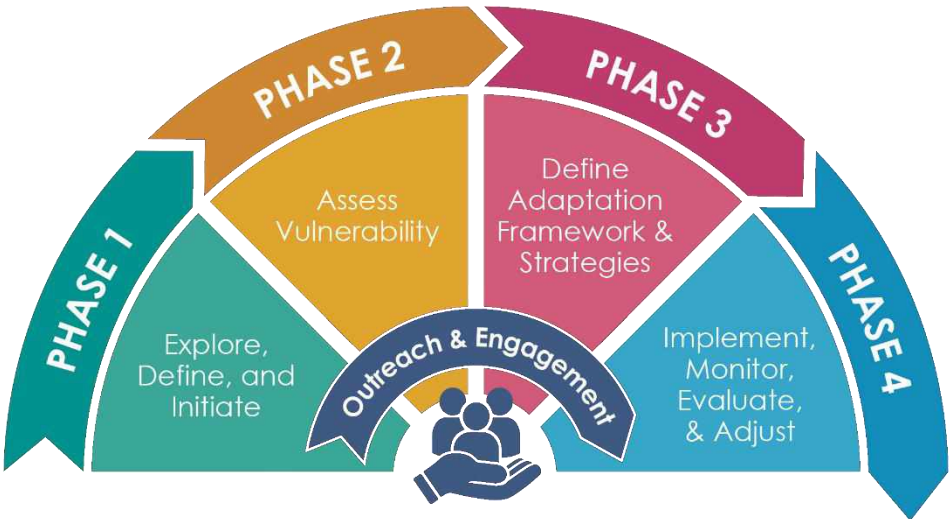 PHASE 1
Explore,
Define, and
Initiate
PHASE 2
Assess
Vulnerability
PHASE 3
Define
Adaptation
Framework &
Strategies
PHASE 4
Implement,
Monitor,
Evaluate,
& Adjust
Outreach & Engagement